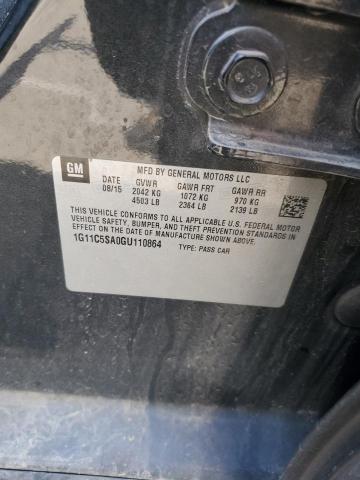 GM
MFD BY GENERAL MOTORS LLC
DATE GVWR GAWR FRT GAWR RR
08/15 2042 KG 1072 KG 970 KG
4503 LB 2364 LB 2139 LB
THIS VEHICLE CONFORMS TO ALL APPLICABLE U.S. FEDERAL MOTOR
VEHICLE SAFETY, BUMPER, AND THEFT PREVENTION STANDARDS IN
EFFECT ON THE DATE OF MANUFACTURE SHOWN ABOVE.
1G11C5SA0GU110864 TYPE: PASS CAR